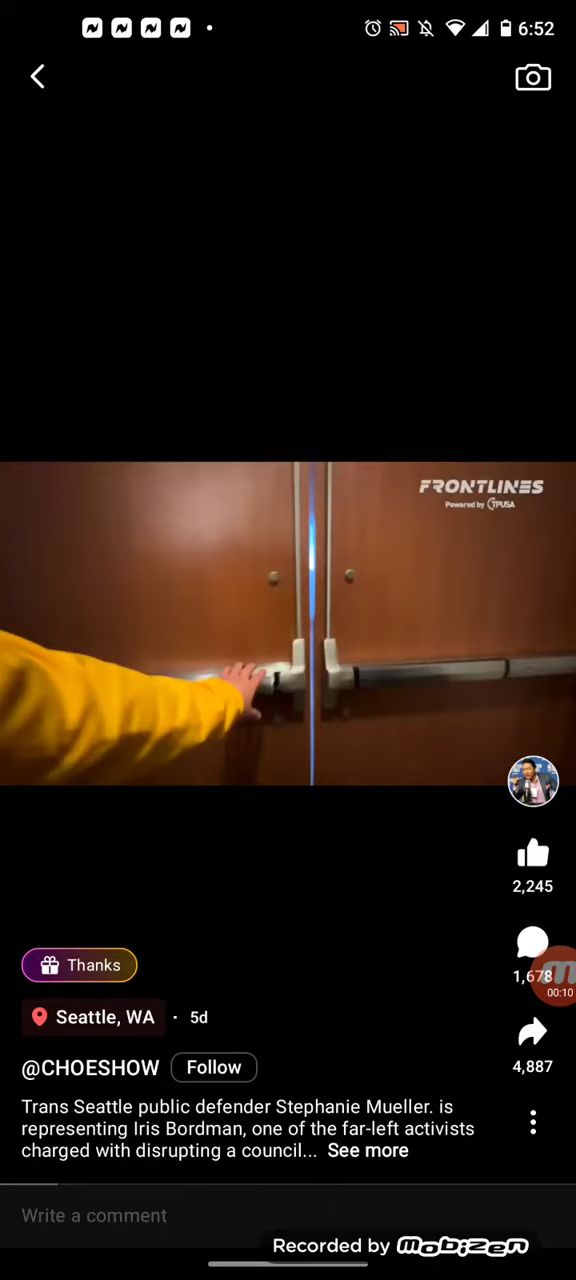 6:52
FRONTLINES
Powered by TPUSA
2,245
Thanks
1,678
00:10
Seattle, WA · 5d
4,887
@CHOESHOW Follow
Trans Seattle public defender Stephanie Mueller. is
representing Iris Bordman, one of the far-left activists
charged with disrupting a council... See more
Write a comment
Recorded by mobizen